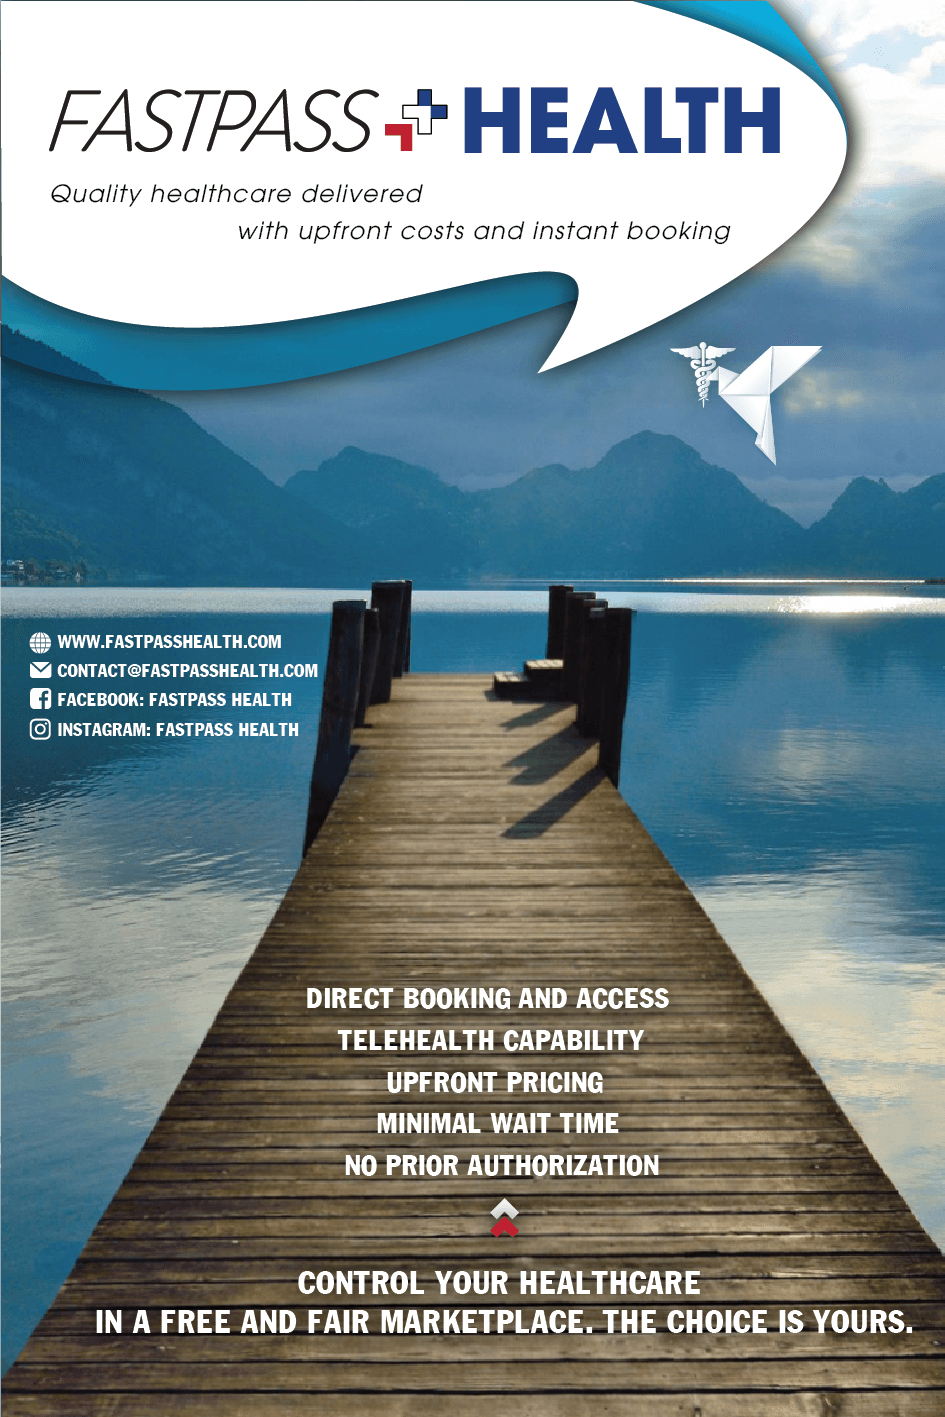 FASTPASS HEALTH
Quality healthcare delivered
with upfront costs and instant booking
WWW.FASTPASSHEALTH.COM
CONTACT@FASTPASSHEALTH.COM
FACEBOOK: FASTPASS HEALTH
INSTAGRAM: FASTPASS HEALTH
DIRECT BOOKING AND ACCESS
TELEHEALTH CAPABILITY
UPFRONT PRICING
MINIMAL WAIT TIME
NO PRIOR AUTHORIZATION
CONTROL YOUR HEALTHCARE
IN A FREE AND FAIR MARKETPLACE. THE CHOICE IS YOURS.